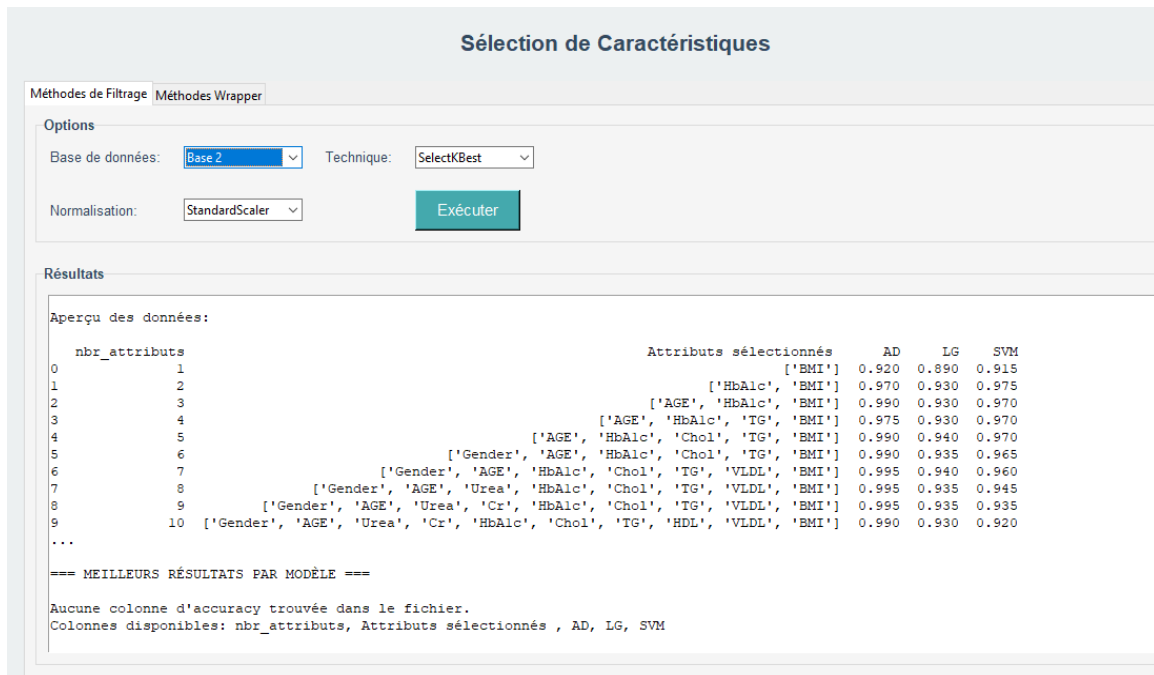 Sélection de Caractéristiques
Méthodes de Filtrage Méthodes Wrapper
Options
Base de données: Base 2 Technique: SelectKBest
Normalisation: StandardScaler Exécuter
Résultats
Aperçu des données:
nbr_attributs Attributs sélectionnés AD LG SVM
0 1 ['BMI'] 0.920 0.890 0.915
1 2 ['HbA1c', 'BMI'] 0.970 0.930 0.975
2 3 ['AGE', 'HbA1c', 'BMI'] 0.990 0.930 0.970
3 4 ['AGE', 'HbA1c', 'TG', 'BMI'] 0.975 0.930 0.970
4 5 ['AGE', 'HbA1c', 'Chol', 'TG', 'BMI'] 0.990 0.940 0.970
5 6 ['Gender', 'AGE', 'HbA1c', 'Chol', 'TG', 'BMI'] 0.990 0.935 0.965
6 7 ['Gender', 'AGE', 'HbA1c', 'Chol', 'TG', 'VLDL', 'BMI'] 0.995 0.940 0.960
7 8 ['Gender', 'AGE', 'Urea', 'HbA1c', 'Chol', 'TG', 'VLDL', 'BMI'] 0.995 0.935 0.945
8 9 ['Gender', 'AGE', 'Urea', 'Cr', 'HbA1c', 'Chol', 'TG', 'VLDL', 'BMI'] 0.995 0.935 0.935
9 10 ['Gender', 'AGE', 'Urea', 'Cr', 'HbA1c', 'Chol', 'TG', 'HDL', 'VLDL', 'BMI'] 0.990 0.930 0.920
...
=== MEILLEURS RÉSULTATS PAR MODÈLE ===
Aucune colonne d'accuracy trouvée dans le fichier.
Colonnes disponibles: nbr_attributs, Attributs sélectionnés , AD, LG, SVM